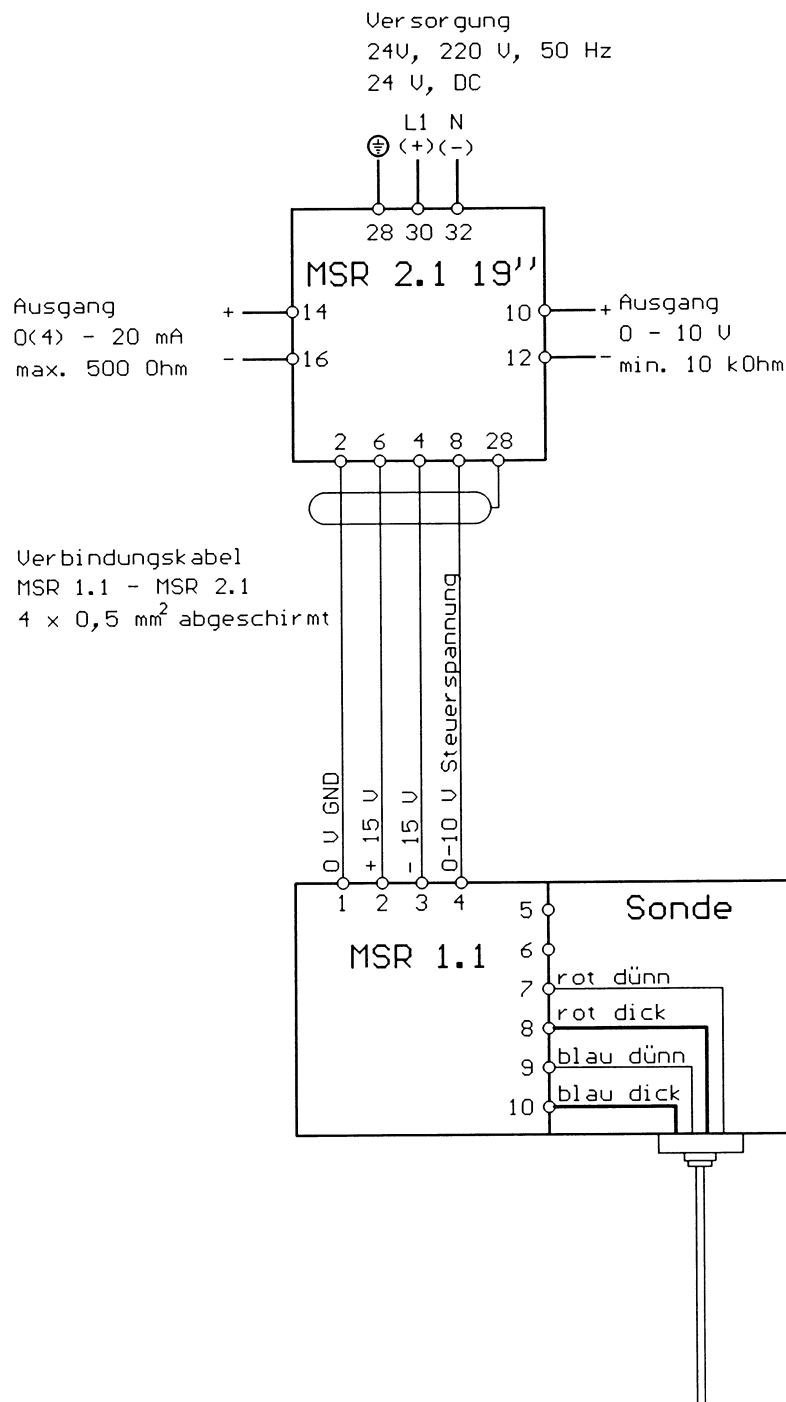 Versorgung
24V, 220 V, 50 Hz
24 V, DC
L1 N
(+) (-)
28 30 32
MSR 2.1 19''
Ausgang
0(4) - 20 mA
max. 500 Ohm
+ 14
- 16
10 +
12 -
Ausgang
0 - 10 V
min. 10 kOhm
2 6 4 8 28
Verbindungskabel
MSR 1.1 - MSR 2.1
4 x 0,5 mm² abgeschirmt
0 V GND
+ 15 V
- 15 V
0-10 V Steuerspannung
1 2 3 4
MSR 1.1
Sonde
5
6
7 rot dünn
8 rot dick
9 blau dünn
10 blau dick